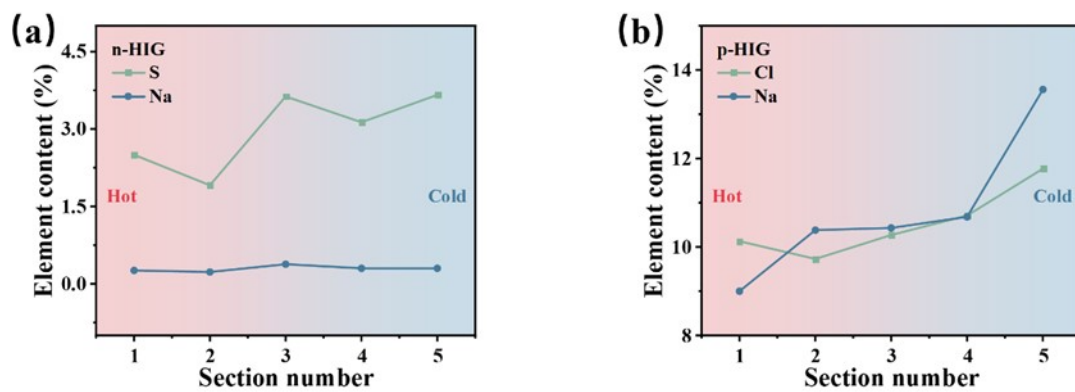 (a)
n-HIG
S
Na
Hot
Cold
4.5
3.0
1.5
0.0
Element content (%)
1 2 3 4 5
Section number
(b)
p-HIG
Cl
Na
Hot
Cold
14
12
10
8
Element content (%)
1 2 3 4 5
Section number